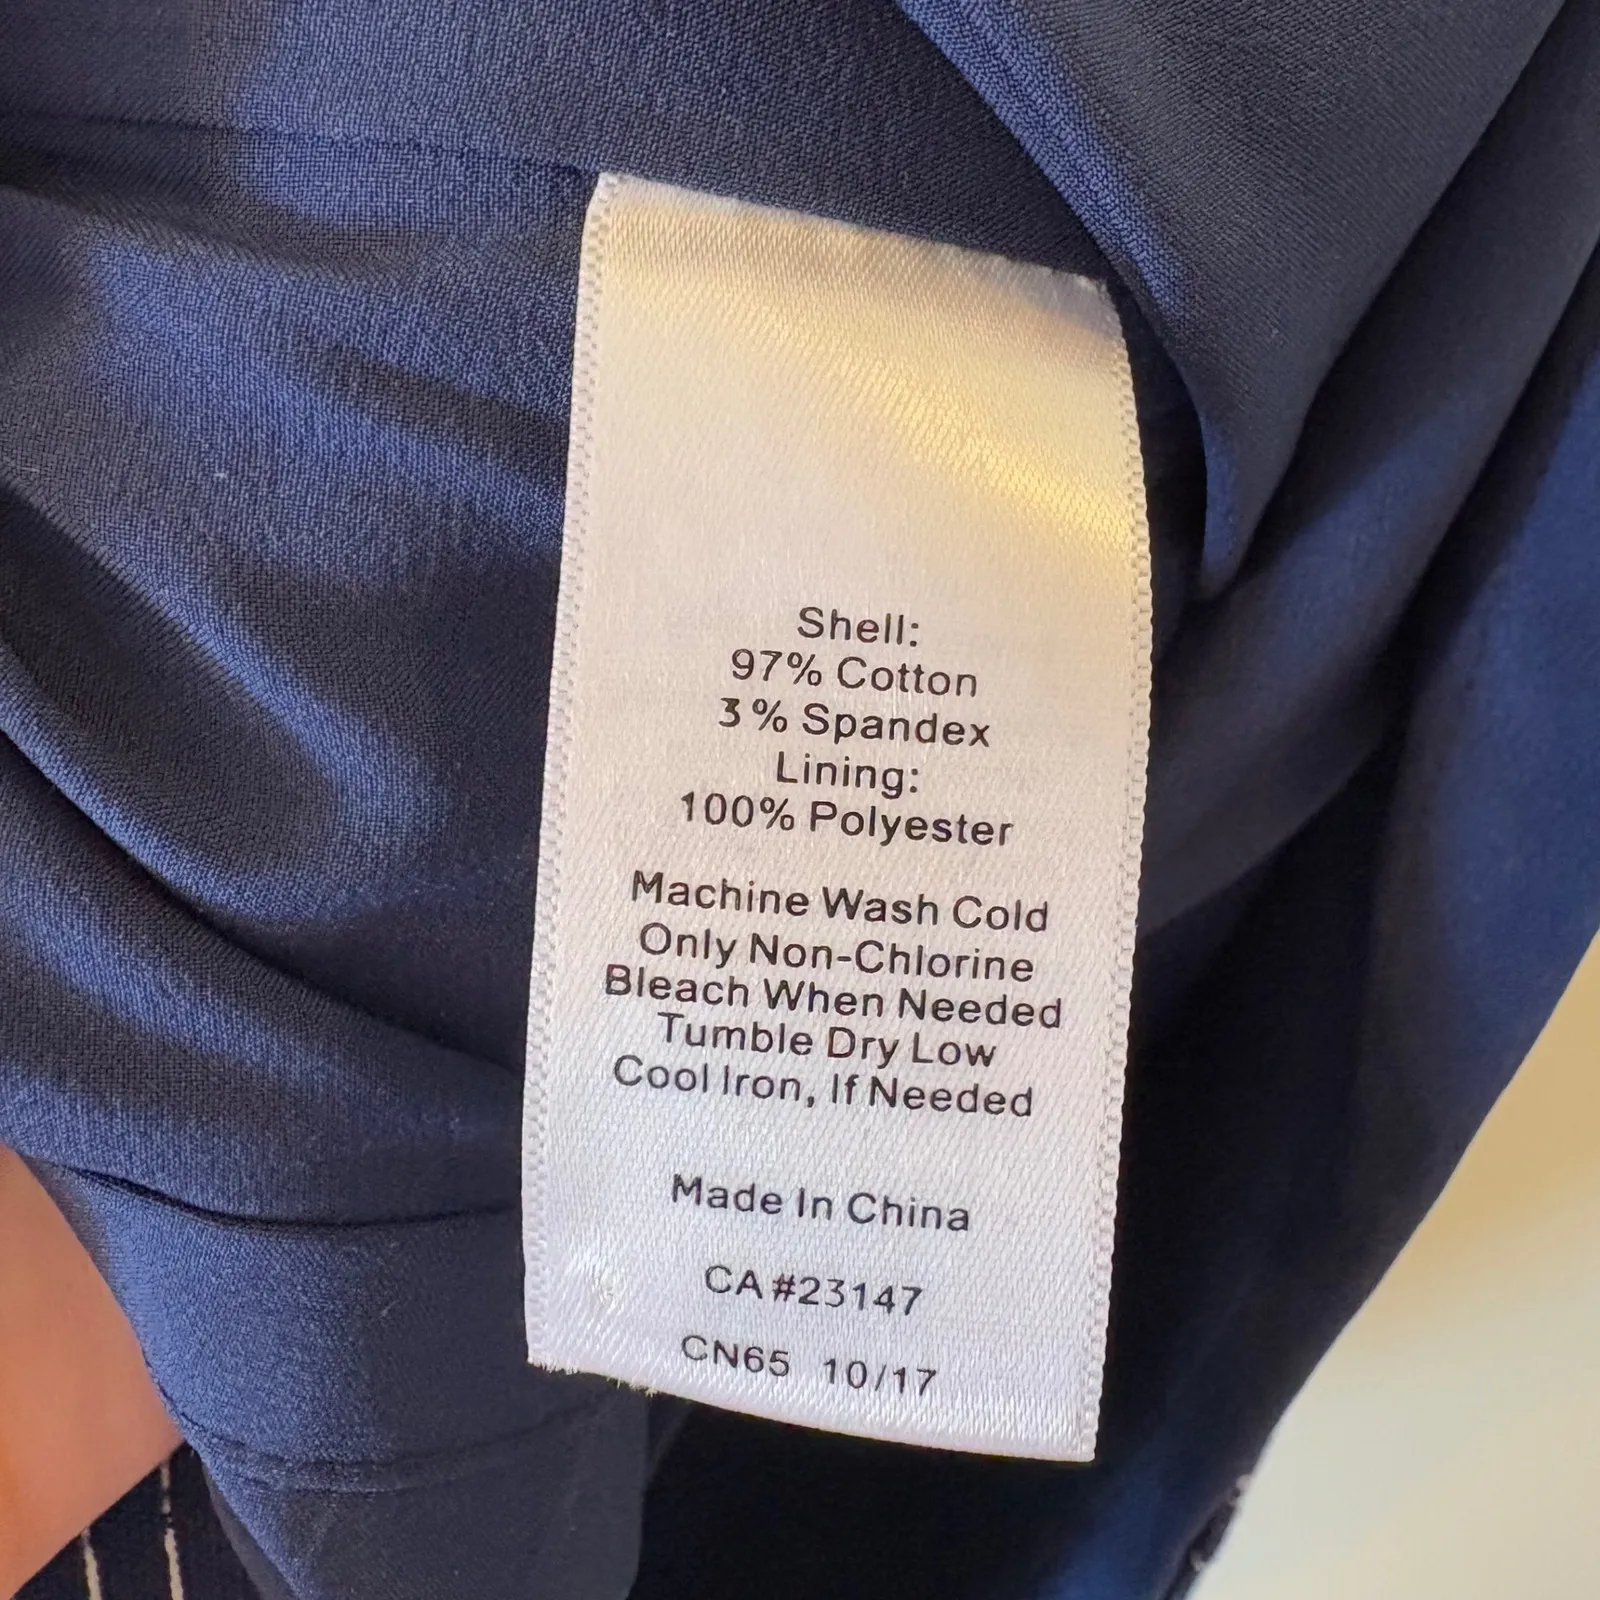 Shell:
97% Cotton
3% Spandex
Lining:
100% Polyester
Machine Wash Cold
Only Non-Chlorine
Bleach When Needed
Tumble Dry Low
Cool Iron, If Needed
Made In China
CA#23147
CN65 10/17